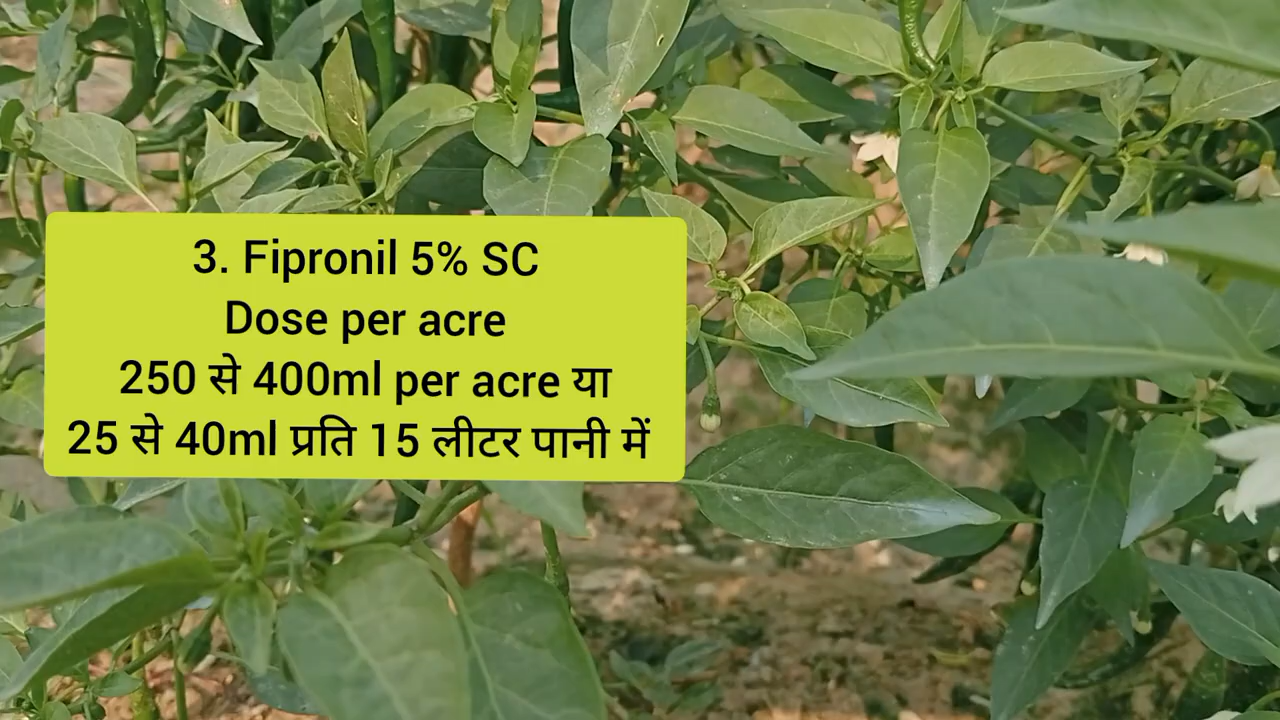 3. Fipronil 5% SC
Dose per acre
250 से 400ml per acre या
25 से 40ml प्रति 15 लीटर पानी में